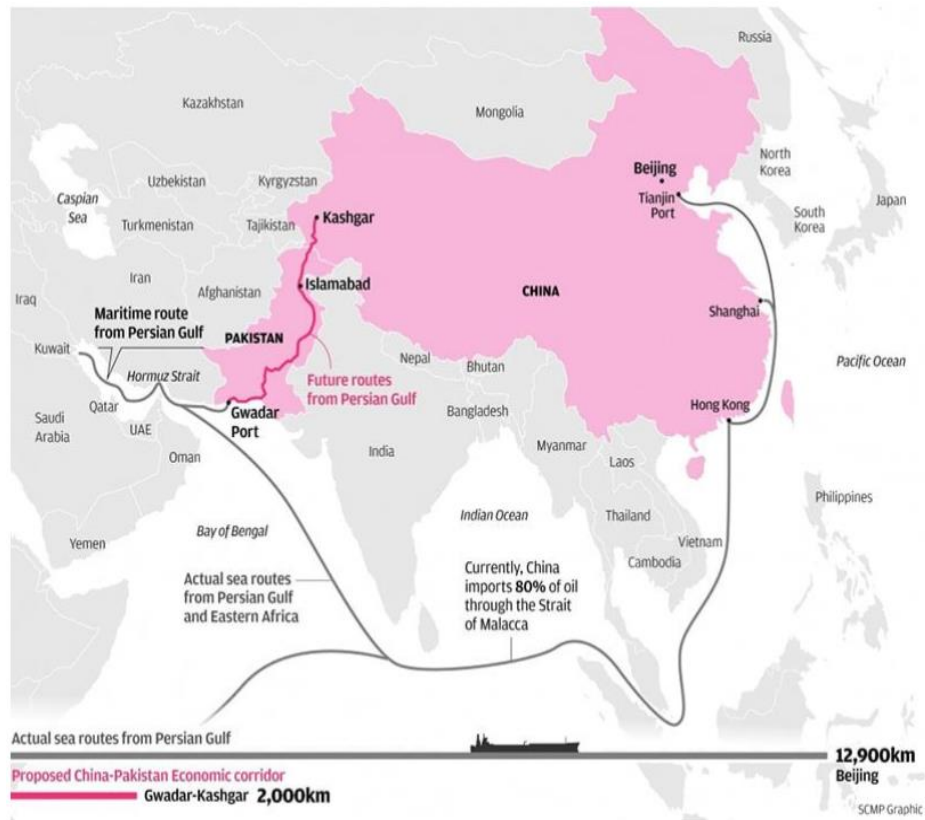 Russia
Kazakhstan
Mongolia
North
Korea
Beijing
Tianjin
Port
Uzbekistan
Kyrgyzstan
Caspian
Sea
Japan
South
Korea
Kashgar
Turkmenistan
Tajikistan
Iran
Islamabad
Afghanistan
CHINA
Iraq
Shanghai
Maritime route
from Persian Gulf
PAKISTAN
Kuwait
Nepal
Bhutan
Pacific Ocean
Hormuz Strait
Future routes
from Persian Gulf
Qatar
Gwadar
Port
Hong Kong
Bangladesh
Saudi
Arabia
UAE
India
Myanmar
Oman
Laos
Philippines
Indian Ocean
Thailand
Bay of Bengal
Yemen
Vietnam
Cambodia
Currently, China
imports 80% of oil
through the Strait
of Malacca
Actual sea routes
from Persian Gulf
and Eastern Africa
Actual sea routes from Persian Gulf
12,900km
Beijing
Proposed China-Pakistan Economic corridor
Gwadar-Kashgar 2,000km
SCMP Graphic